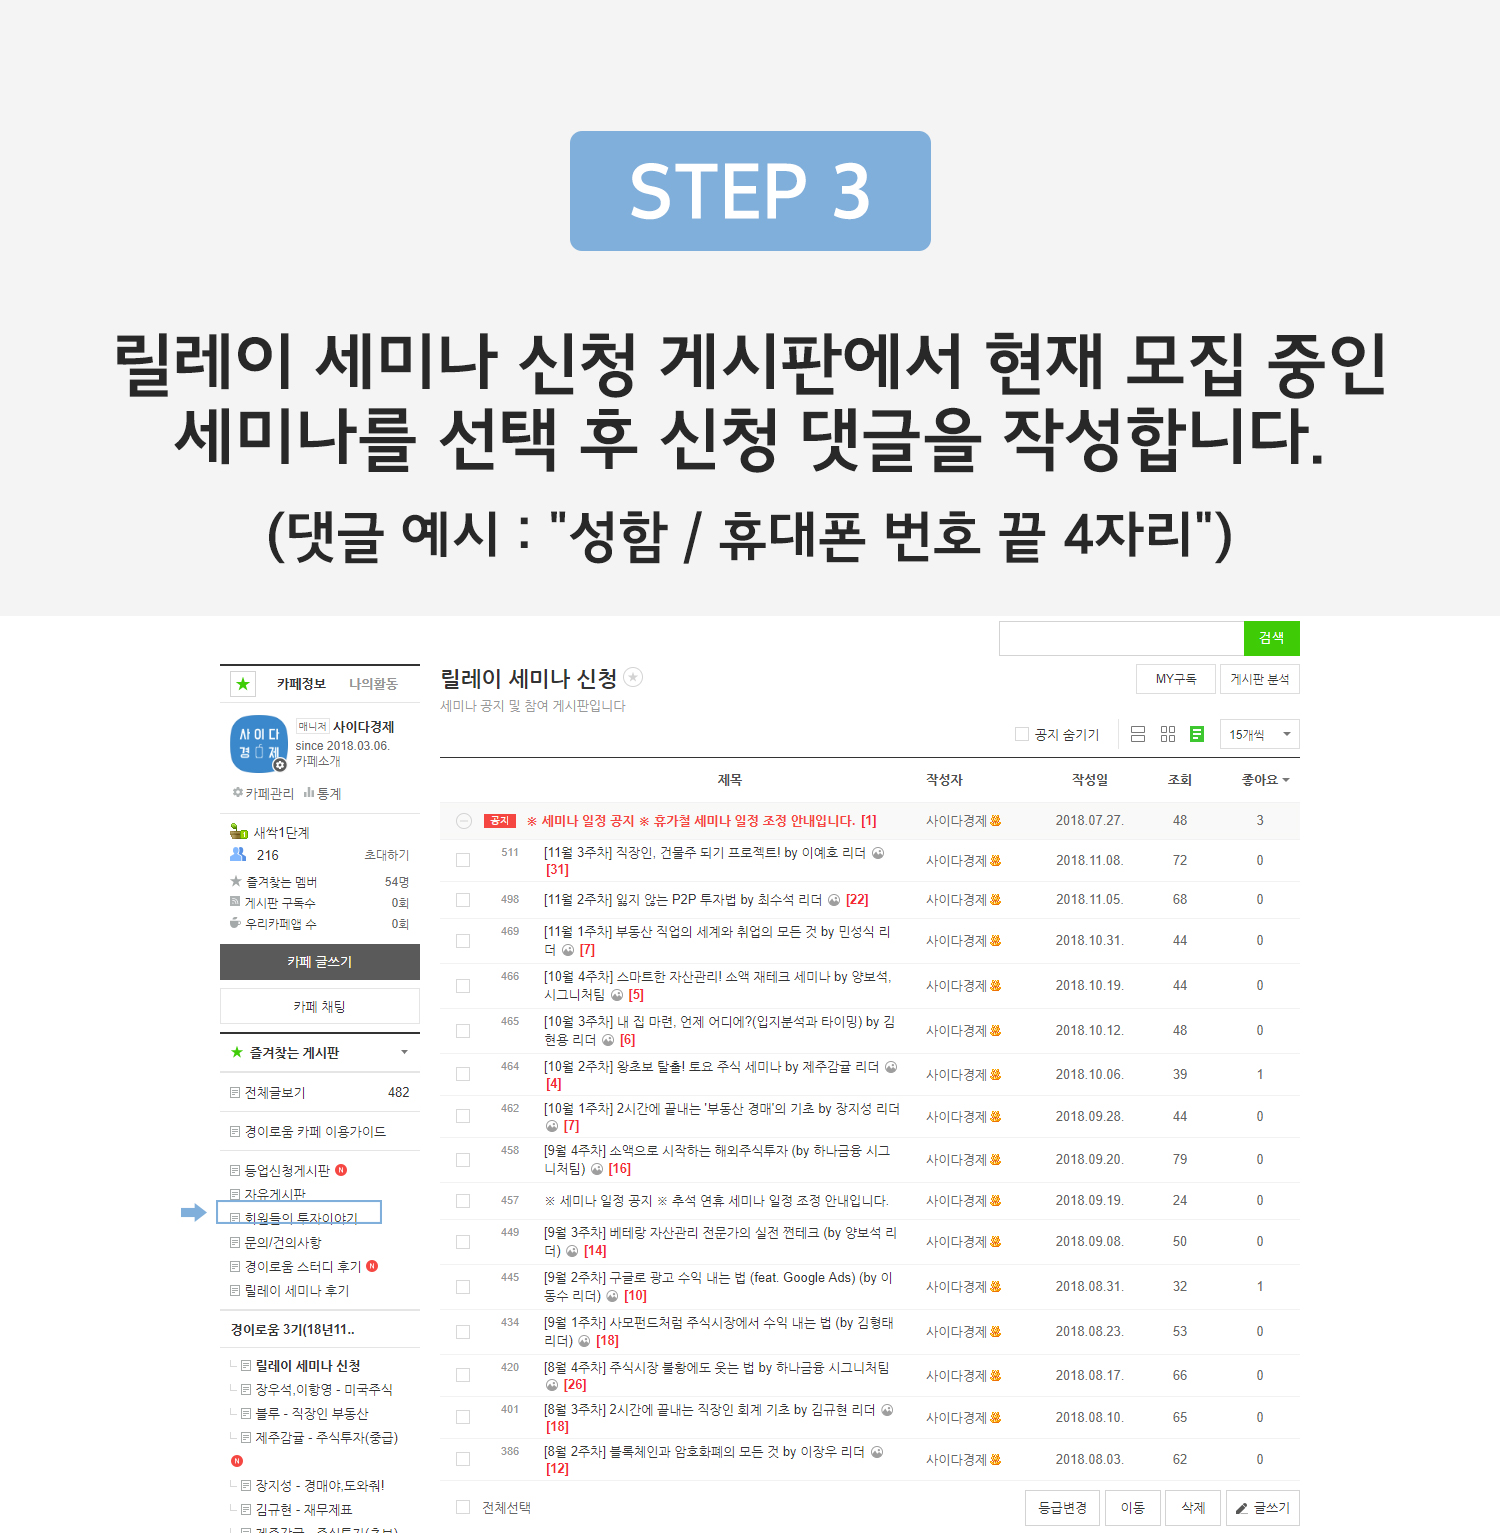 STEP 3
릴레이 세미나 신청 게시판에서 현재 모집 중인
세미나를 선택 후 신청 댓글을 작성합니다.
(댓글 예시 : "성함 / 휴대폰 번호 끝 4자리")
검색
카페정보 나의활동
사이다
경제
매니저 사이다경제
since 2018.03.06.
카페소개
카페관리 통계
새싹1단계
216 초대하기
즐겨찾는 멤버 54명
게시판 구독수 0회
우리카페앱 수 0회
카페 글쓰기
카페 채팅
즐겨찾는 게시판
전체글보기 482
경이로움 카페 이용가이드
등업신청게시판 N
자유게시판
회원들의 투자이야기
문의/건의사항
경이로움 스터디 후기 N
릴레이 세미나 후기
경이로움 3기(18년11..
릴레이 세미나 신청
장우석,이항영 - 미국주식
블루 - 직장인 부동산
제주감귤 - 주식투자(중급)
N
장지성 - 경매야,도와줘!
김규현 - 재무제표
제주감귤 - 주식투자(초보)
릴레이 세미나 신청
세미나 공지 및 참여 게시판입니다
MY구독 게시판 분석
공지 숨기기 15개씩
제목 작성자 작성일 조회 좋아요
공지 ※ 세미나 일정 공지 ※ 휴가철 세미나 일정 조정 안내입니다. [1] 사이다경제 2018.07.27. 48 3
511 [11월 3주차] 직장인, 건물주 되기 프로젝트! by 이예호 리더
[31] 사이다경제 2018.11.08. 72 0
498 [11월 2주차] 잃지 않는 P2P 투자법 by 최수석 리더 [22] 사이다경제 2018.11.05. 68 0
469 [11월 1주차] 부동산 직업의 세계와 취업의 모든 것 by 민성식 리
더 [7] 사이다경제 2018.10.31. 44 0
466 [10월 4주차] 스마트한 자산관리! 소액 재테크 세미나 by 양보석,
시그니처팀 [5] 사이다경제 2018.10.19. 44 0
465 [10월 3주차] 내 집 마련, 언제 어디에?(입지분석과 타이밍) by 김
현용 리더 [6] 사이다경제 2018.10.12. 48 0
464 [10월 2주차] 왕초보 탈출! 토요 주식 세미나 by 제주감귤 리더
[4] 사이다경제 2018.10.06. 39 1
462 [10월 1주차] 2시간에 끝내는 '부동산 경매'의 기초 by 장지성 리더
[7] 사이다경제 2018.09.28. 44 0
458 [9월 4주차] 소액으로 시작하는 해외주식투자 (by 하나금융 시그
니처팀) [16] 사이다경제 2018.09.20. 79 0
457 ※ 세미나 일정 공지 ※ 추석 연휴 세미나 일정 조정 안내입니다. 사이다경제 2018.09.19. 24 0
449 [9월 3주차] 베테랑 자산관리 전문가의 실전 쩐테크 (by 양보석 리
더) [14] 사이다경제 2018.09.08. 50 0
445 [9월 2주차] 구글로 광고 수익 내는 법 (feat. Google Ads) (by 이
동수 리더) [10] 사이다경제 2018.08.31. 32 1
434 [9월 1주차] 사모펀드처럼 주식시장에서 수익 내는 법 (by 김형태
리더) [18] 사이다경제 2018.08.23. 53 0
420 [8월 4주차] 주식시장 불황에도 웃는 법 by 하나금융 시그니처팀
[26] 사이다경제 2018.08.17. 66 0
401 [8월 3주차] 2시간에 끝내는 직장인 회계 기초 by 김규현 리더
[18] 사이다경제 2018.08.10. 65 0
386 [8월 2주차] 블록체인과 암호화폐의 모든 것 by 이장우 리더
[12] 사이다경제 2018.08.03. 62 0
전체선택 등급변경 이동 삭제 글쓰기